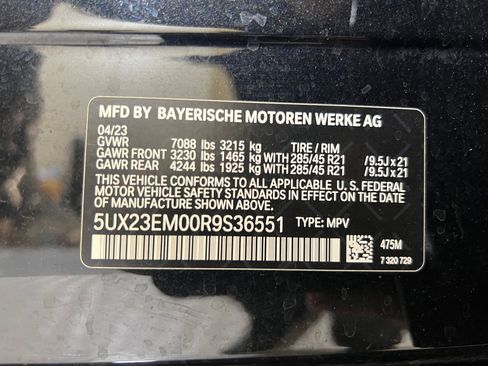 MFD BY BAYERISCHE MOTOREN WERKE AG
04/23
GVWR 7088 lbs 3215 kg TIRE / RIM
GAWR FRONT 3230 lbs 1465 kg WITH 285/45 R21 /9.5J x 21
GAWR REAR 4244 lbs 1925 kg WITH 285/45 R21 /9.5J x 21
THIS VEHICLE CONFORMS TO ALL APPLICABLE U. S. FEDERAL
MOTOR VEHICLE SAFETY STANDARDS IN EFFECT ON THE
DATE OF MANUFACTURE SHOWN ABOVE.
5UX23EM00R9S36551 TYPE: MPV
475M
7 320 729